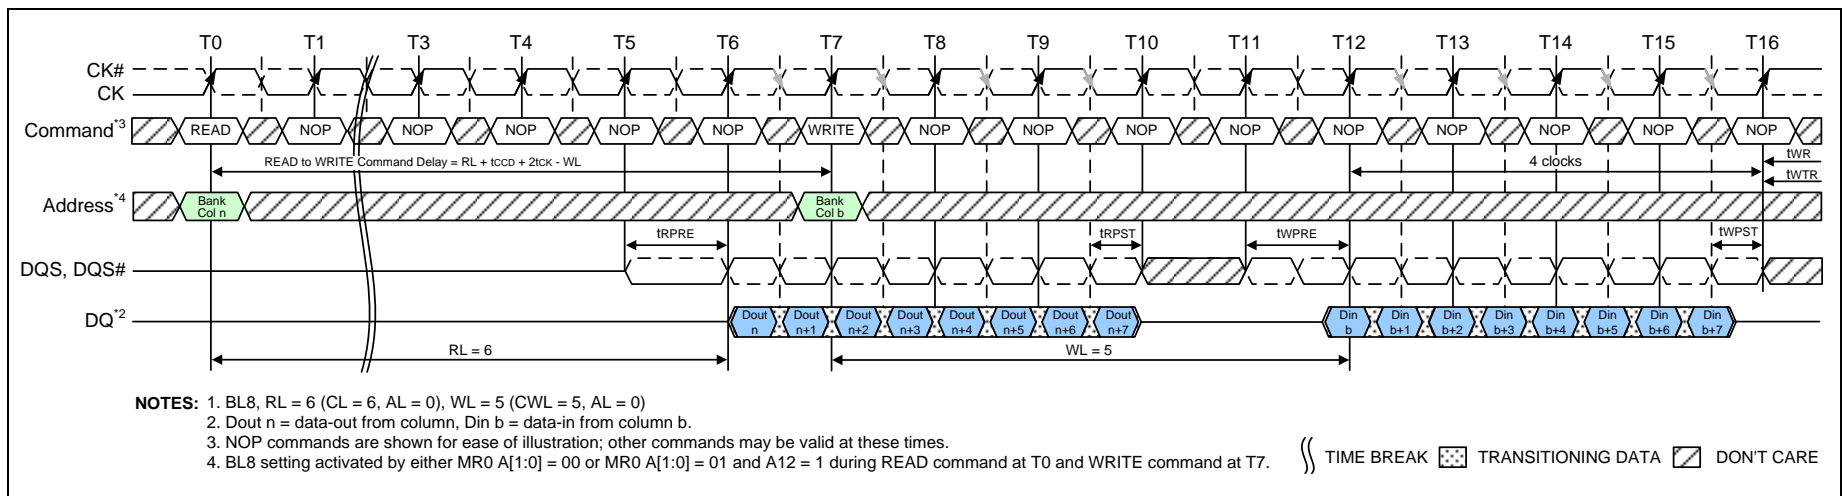 T0 T1 T3 T4 T5 T6 T7 T8 T9 T10 T11 T12 T13 T14 T15 T16
CK#
CK
Command*3 READ NOP NOP NOP NOP NOP WRITE NOP NOP NOP NOP NOP NOP NOP NOP NOP
READ to WRITE Command Delay = RL + tCCD + 2tCK - WL 4 clocks tWR
tWTR
Address*4 Bank Col n Bank Col b
tRPRE tRPST tWPRE tWPST
DQS, DQS#
DQ*2 Dout n Dout n+1 Dout n+2 Dout n+3 Dout n+4 Dout n+5 Dout n+6 Dout n+7 Din b Din b+1 Din b+2 Din b+3 Din b+4 Din b+5 Din b+6 Din b+7
RL = 6 WL = 5
NOTES: 1. BL8, RL = 6 (CL = 6, AL = 0), WL = 5 (CWL = 5, AL = 0)
2. Dout n = data-out from column, Din b = data-in from column b.
3. NOP commands are shown for ease of illustration; other commands may be valid at these times.
4. BL8 setting activated by either MR0 A[1:0] = 00 or MR0 A[1:0] = 01 and A12 = 1 during READ command at T0 and WRITE command at T7.
TIME BREAK TRANSITIONING DATA DON'T CARE